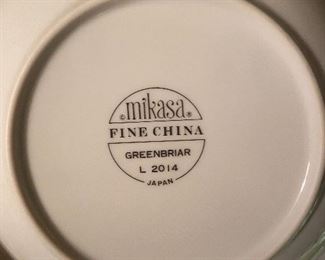 ©mikasa®
FINE CHINA
GREENBRIAR
L 2014
JAPAN